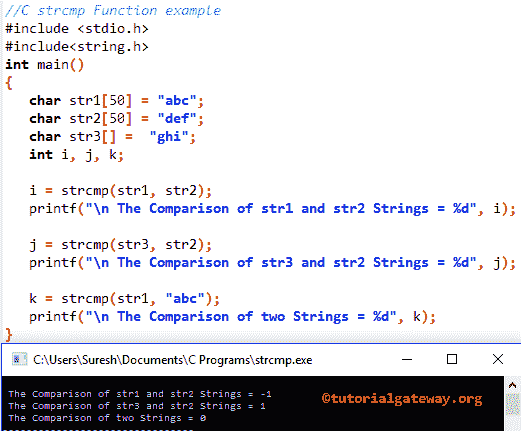 //C strcmp Function example
#include <stdio.h>
#include<string.h>
int main()
{
char str1[50] = "abc";
char str2[50] = "def";
char str3[] =  "ghi";
int i, j, k;
i = strcmp(str1, str2);
printf("\n The Comparison of str1 and str2 Strings = %d", i);
j = strcmp(str3, str2);
printf("\n The Comparison of str3 and str2 Strings = %d", j);
k = strcmp(str1, "abc");
printf("\n The Comparison of two Strings = %d", k);
}
C:\Users\Suresh\Documents\C Programs\strcmp.exe
The Comparison of str1 and str2 Strings = -1
The Comparison of str3 and str2 Strings = 1
The Comparison of two Strings = 0
©tutorialgateway.org